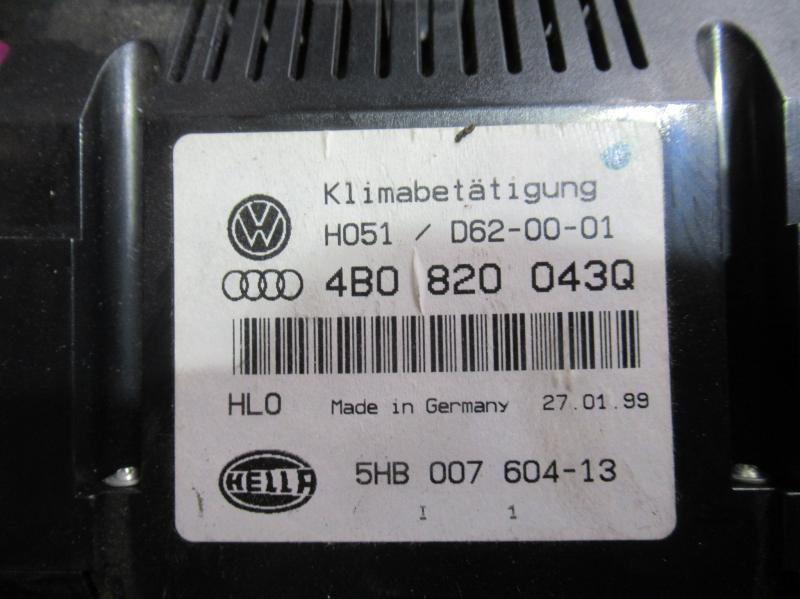 Klimabetätigung
VW
H051 / D62-00-01
4B0 820 043Q
HLO Made in Germany 27.01.99
HELLA
5HB 007 604-13
I 1